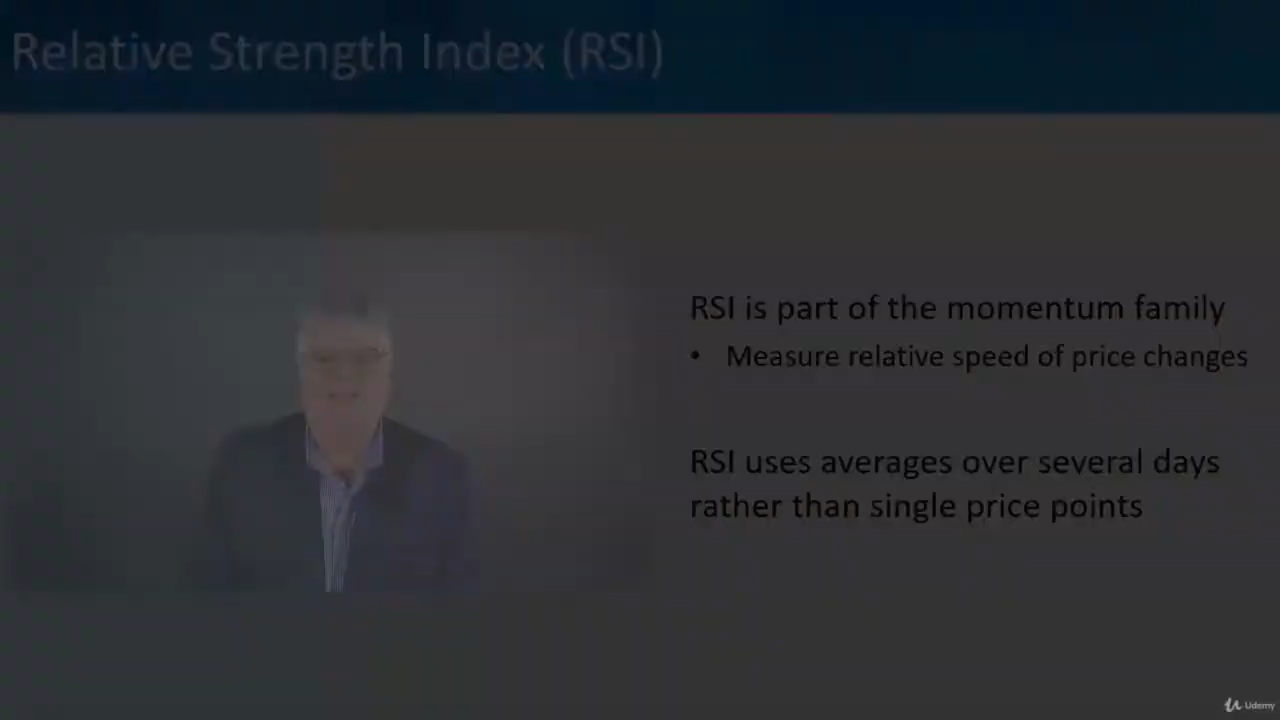 Relative Strength Index (RSI)
RSI is part of the momentum family
• Measure relative speed of price changes
RSI uses averages over several days
rather than single price points
Udemy